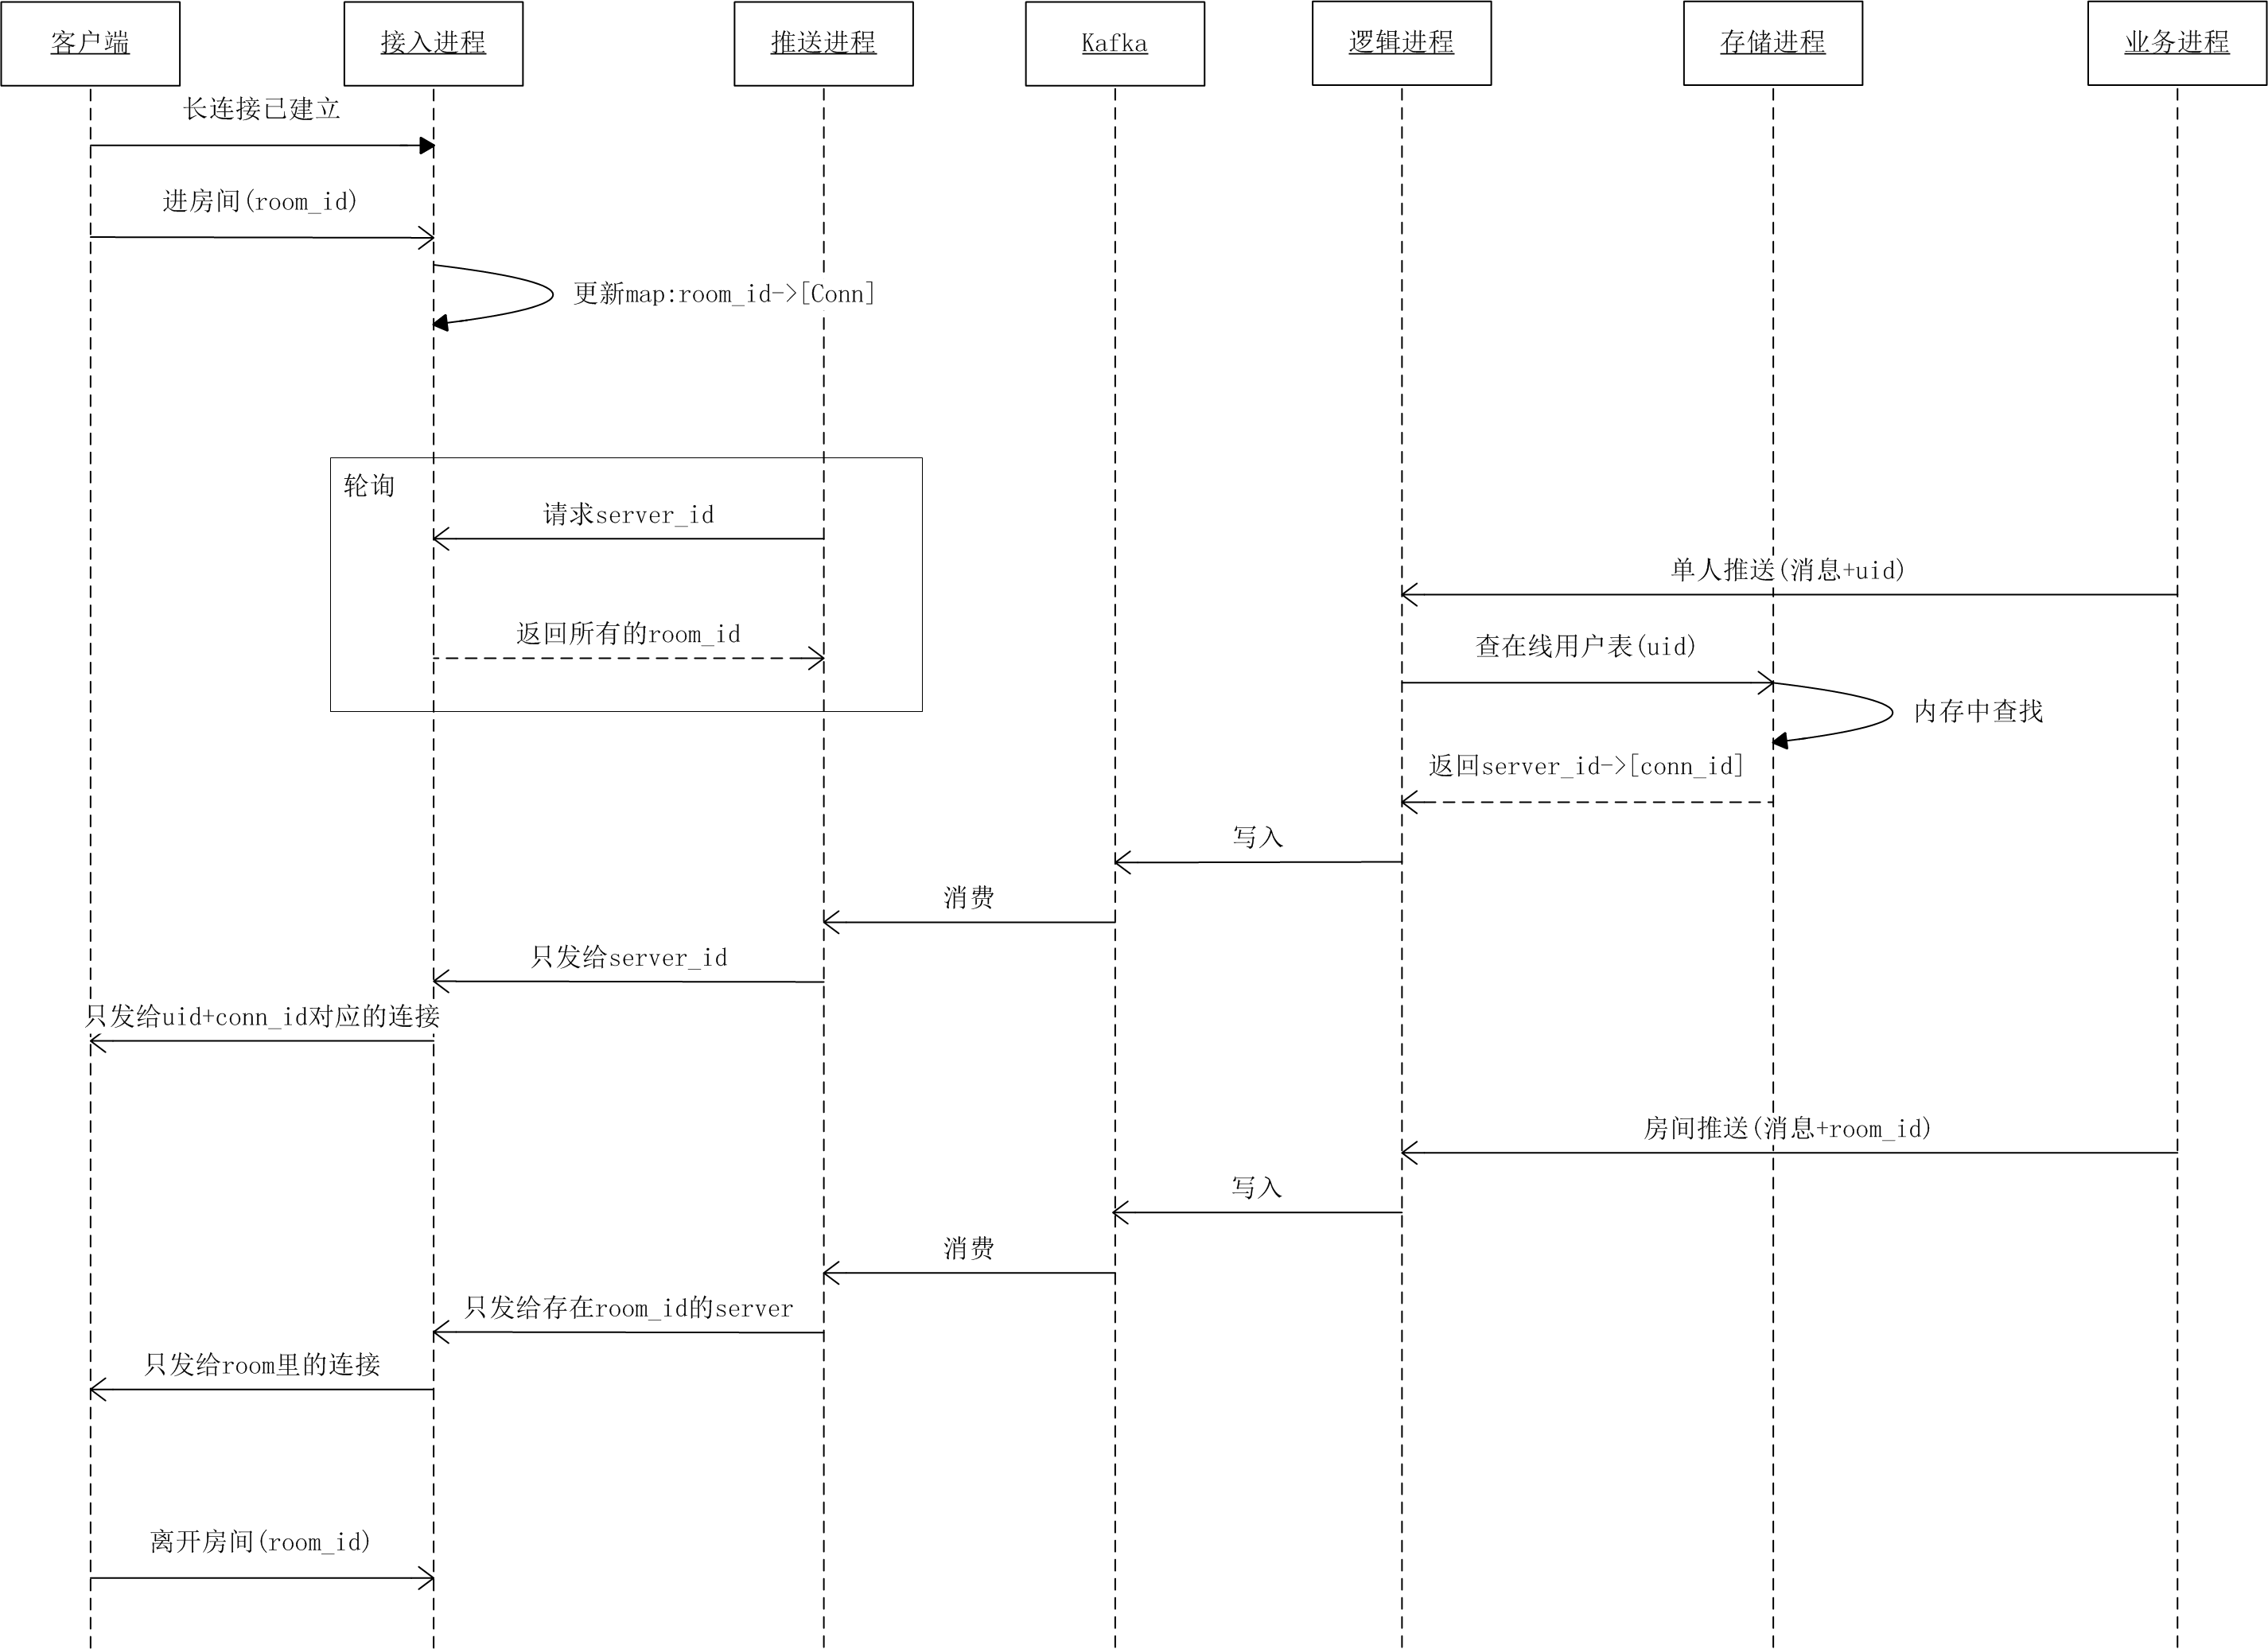 客户端
接入进程
推送进程
Kafka
逻辑进程
存储进程
业务进程
长连接已建立
进房间(room_id)
更新map:room_id->[Conn]
轮询
请求server_id
单人推送(消息+uid)
返回所有的room_id
查在线用户表(uid)
内存中查找
返回server_id->[conn_id]
写入
消费
只发给server_id
只发给uid+conn_id对应的连接
房间推送(消息+room_id)
写入
消费
只发给存在room_id的server
只发给room里的连接
离开房间(room_id)